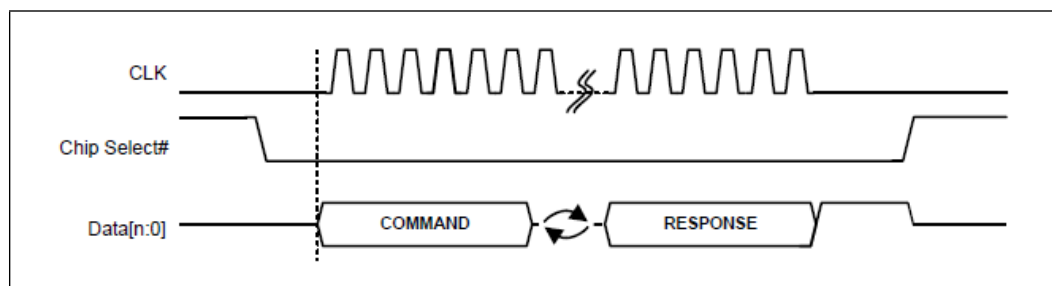 CLK
Chip Select#
Data[n:0]
COMMAND
RESPONSE